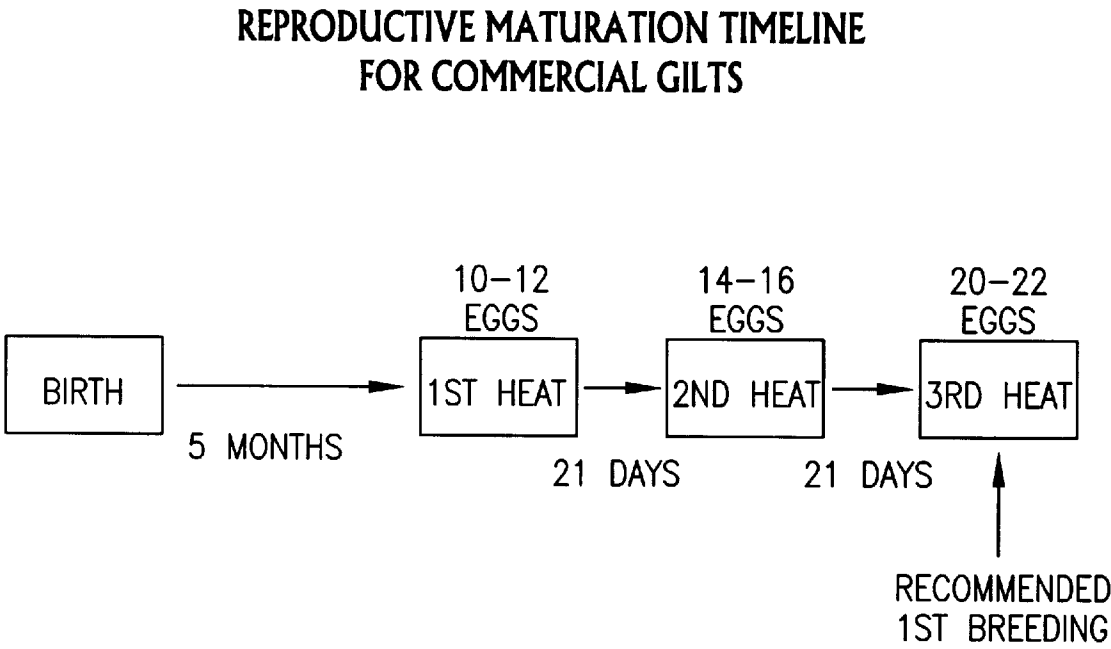 REPRODUCTIVE MATURATION TIMELINE
FOR COMMERCIAL GILTS
10–12
EGGS
14–16
EGGS
20–22
EGGS
BIRTH
1ST HEAT
2ND HEAT
3RD HEAT
5 MONTHS
21 DAYS
21 DAYS
RECOMMENDED
1ST BREEDING